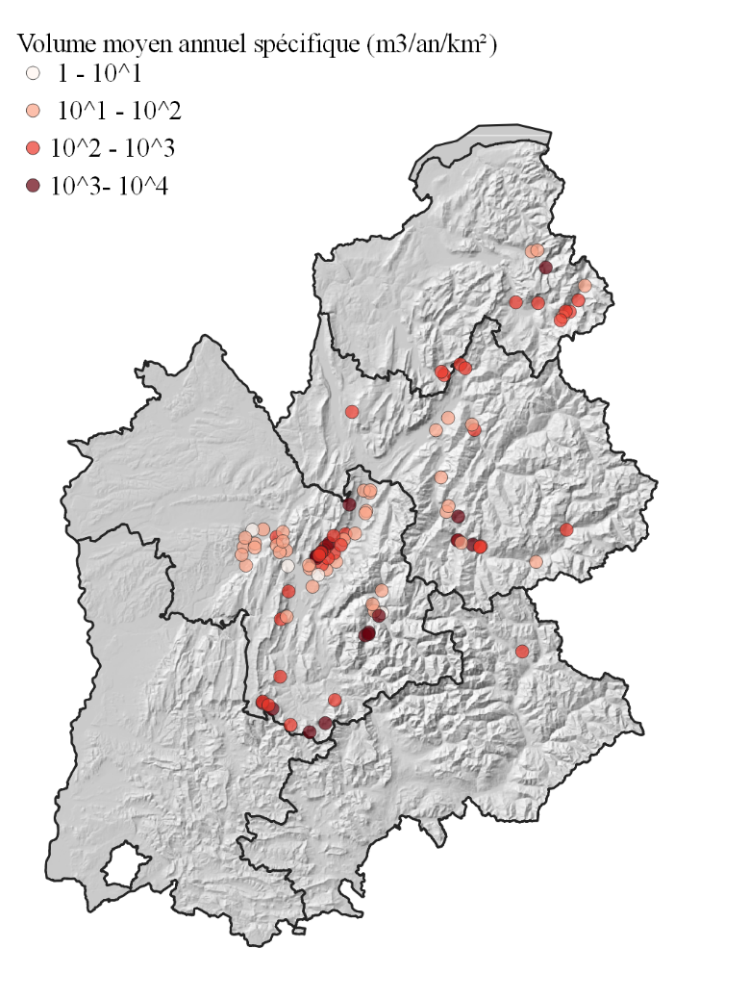 Volume moyen annuel spécifique (m3/an/km²)
1 - 10^1
10^1 - 10^2
10^2 - 10^3
10^3- 10^4